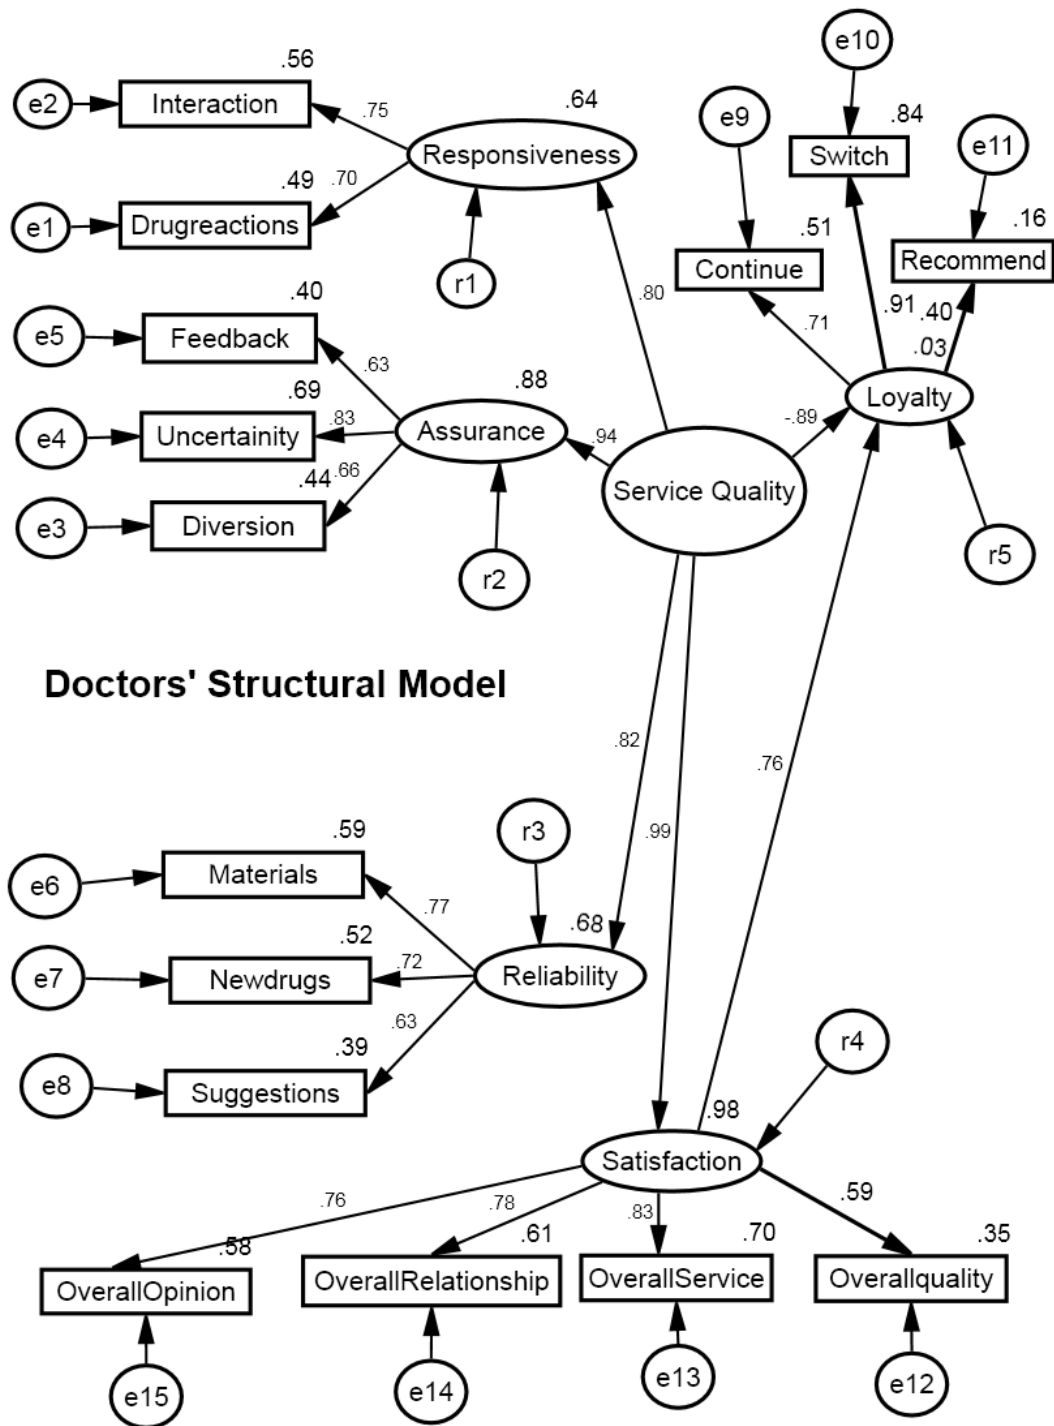 e10
.56
e2
Interaction
.75
.64
e9
.84
Responsiveness
Switch
e11
.49
.70
e1
Drugreactions
.51
.16
Continue
Recommend
r1
.80
.40
e5
Feedback
.71
.91
.40
.03
.63
.88
Loyalty
.69
e4
Uncertainity
.83
Assurance
.94
-.89
.44
.66
Service Quality
e3
Diversion
r2
r5
Doctors' Structural Model
.82
.76
.59
r3
.99
e6
Materials
.77
.68
.52
e7
Newdrugs
.72
Reliability
.63
.39
r4
e8
Suggestions
.98
Satisfaction
.76
.78
.83
.59
.58
.61
.70
.35
OverallOpinion
OverallRelationship
OverallService
Overallquality
e15
e14
e13
e12